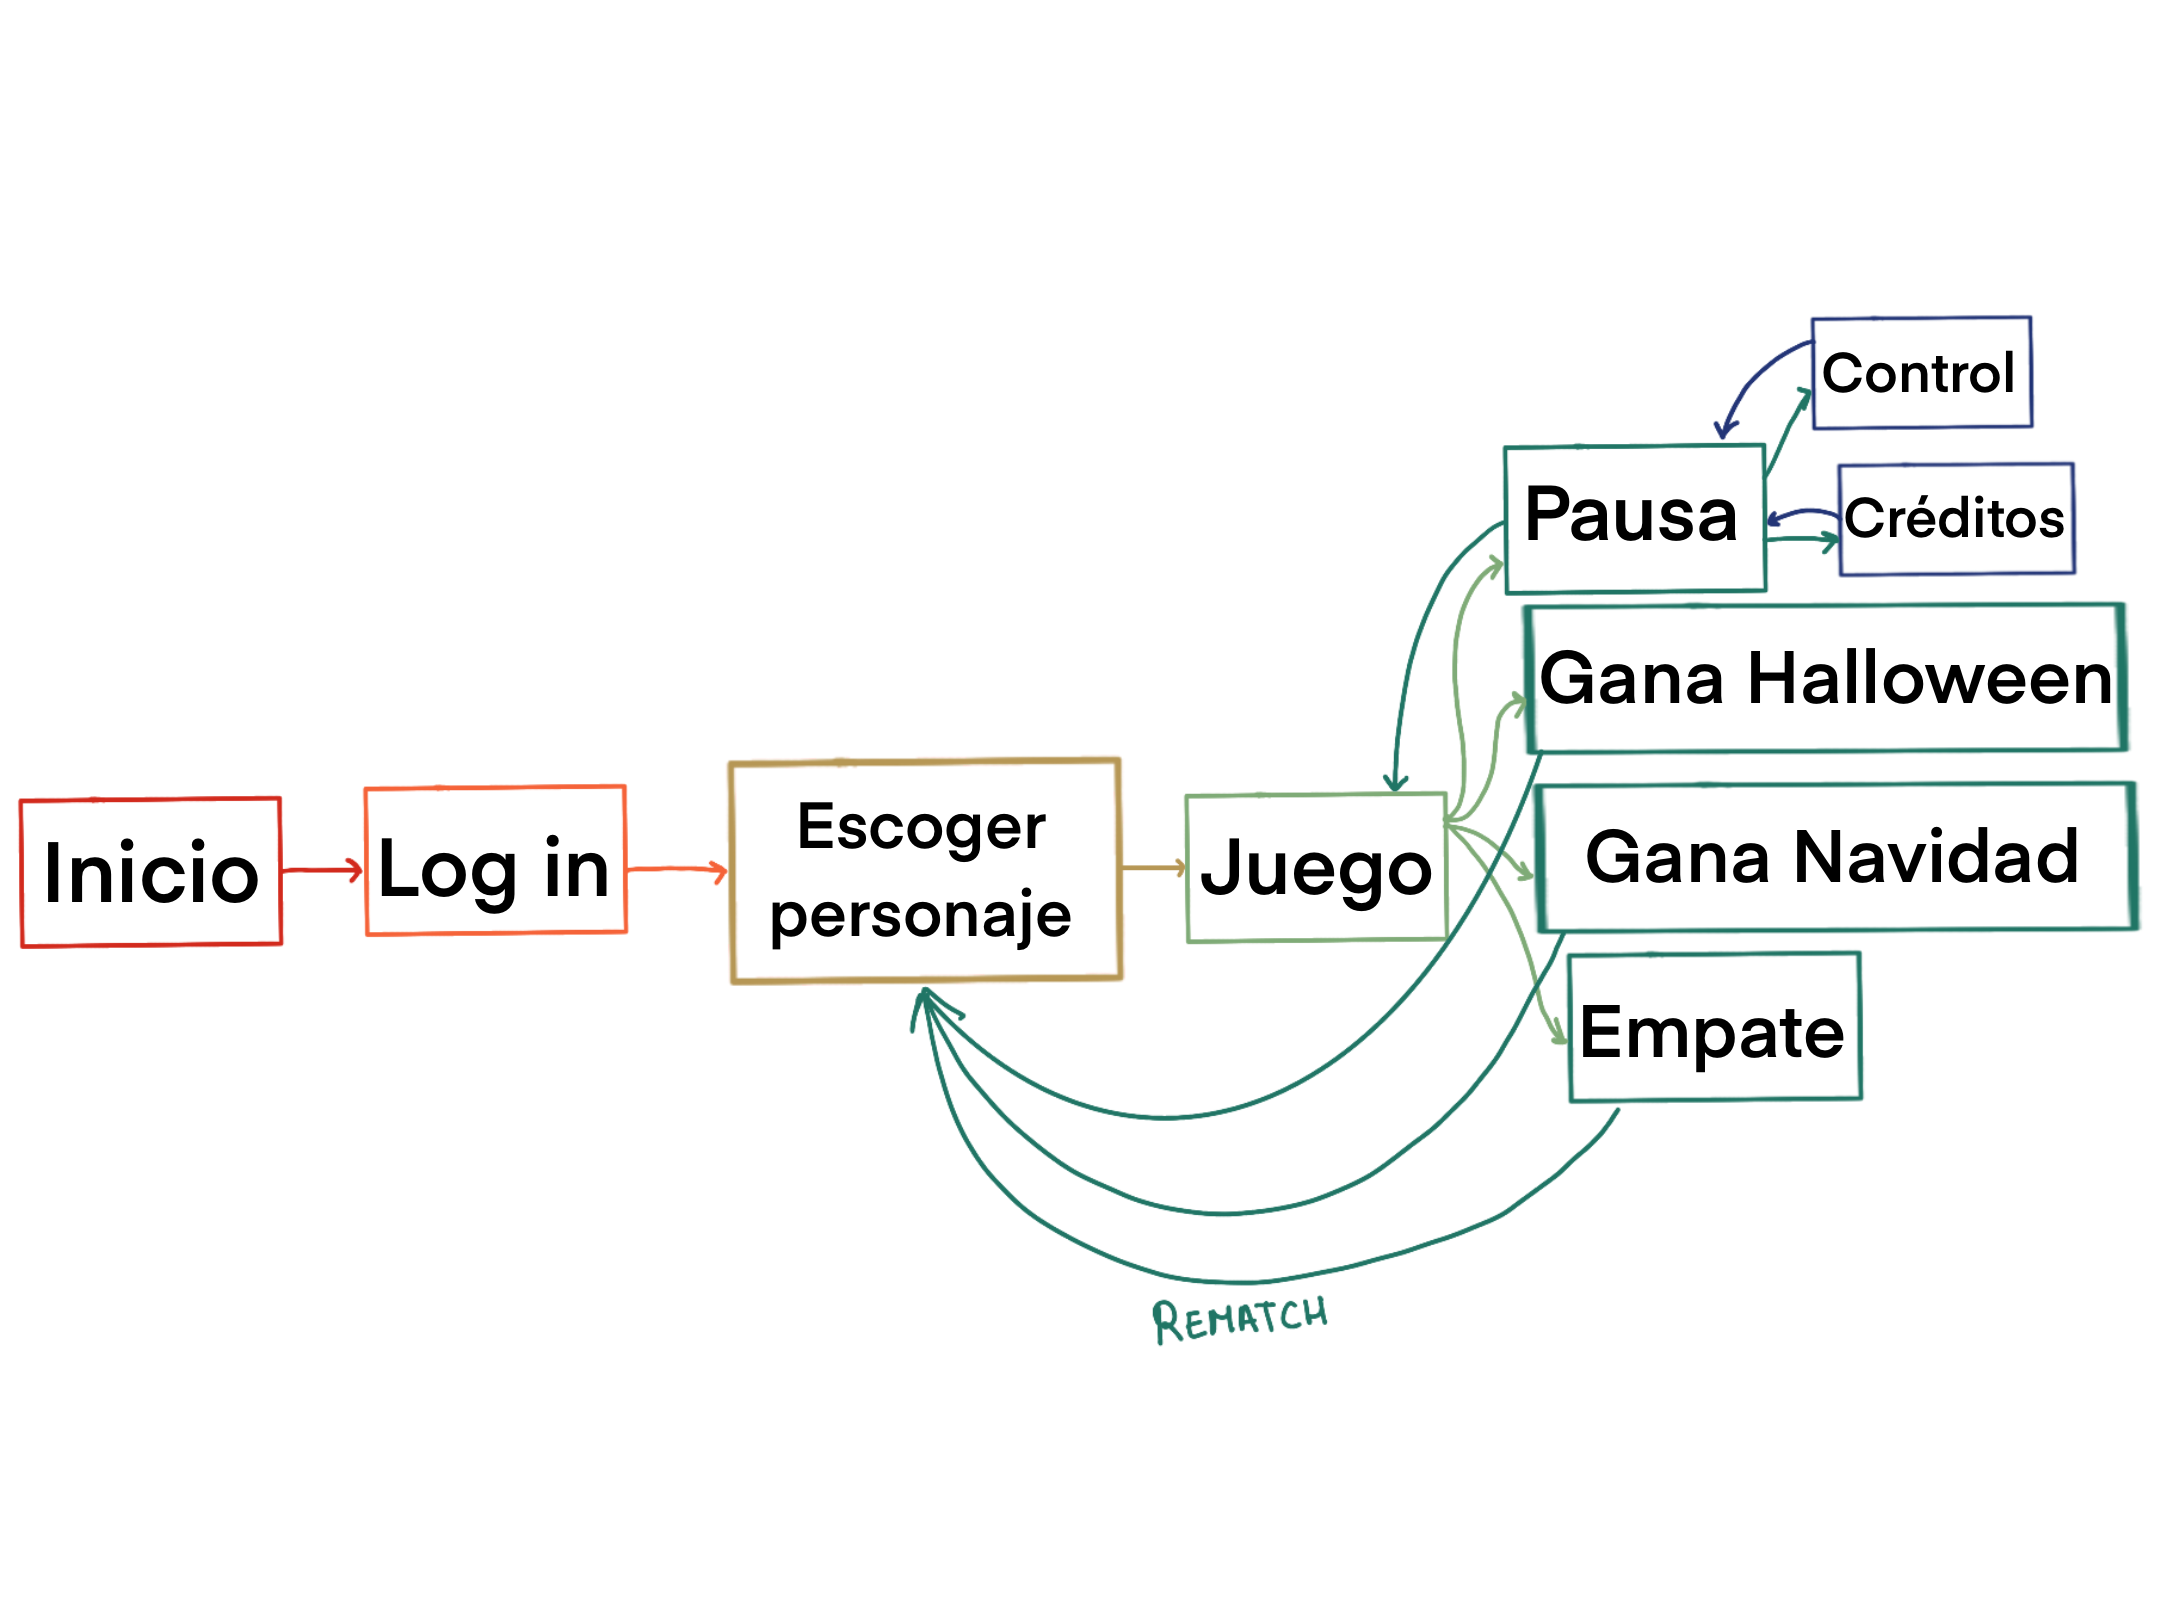 Inicio
Log in
Escoger
personaje
Juego
Control
Pausa
Créditos
Gana Halloween
Gana Navidad
Empate
REMATCH